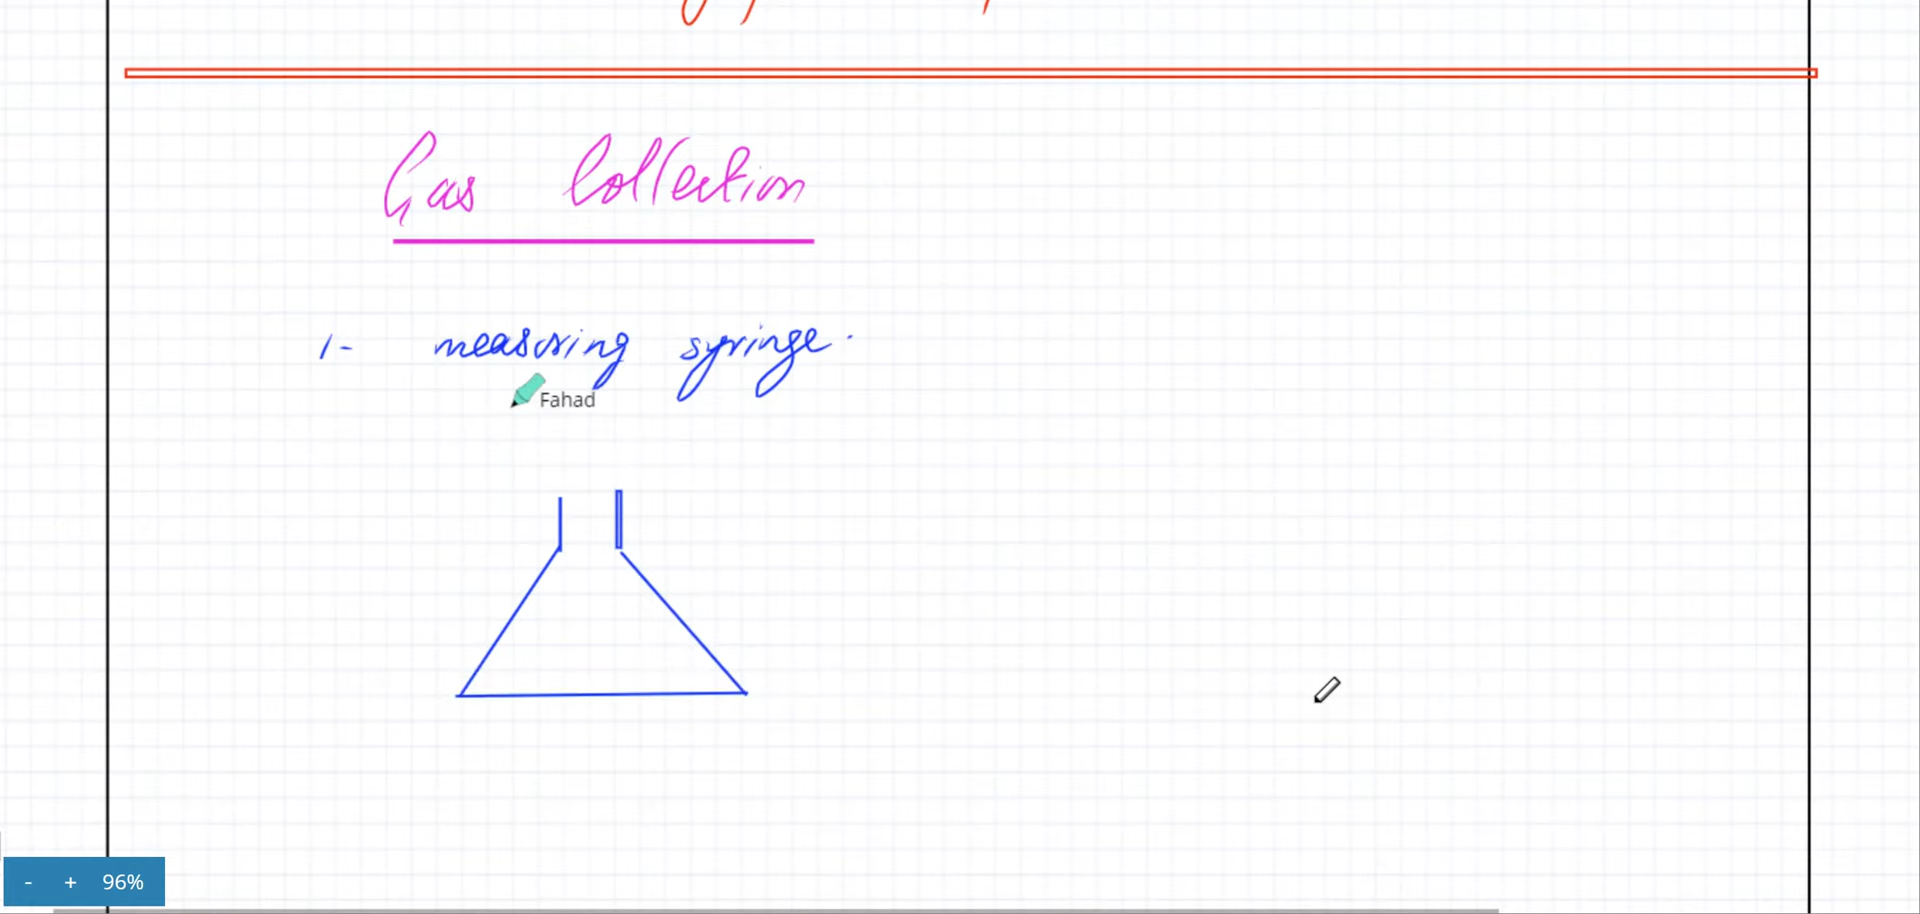 Gas Collection
1- measuring syringe.
Fahad
- + 96%